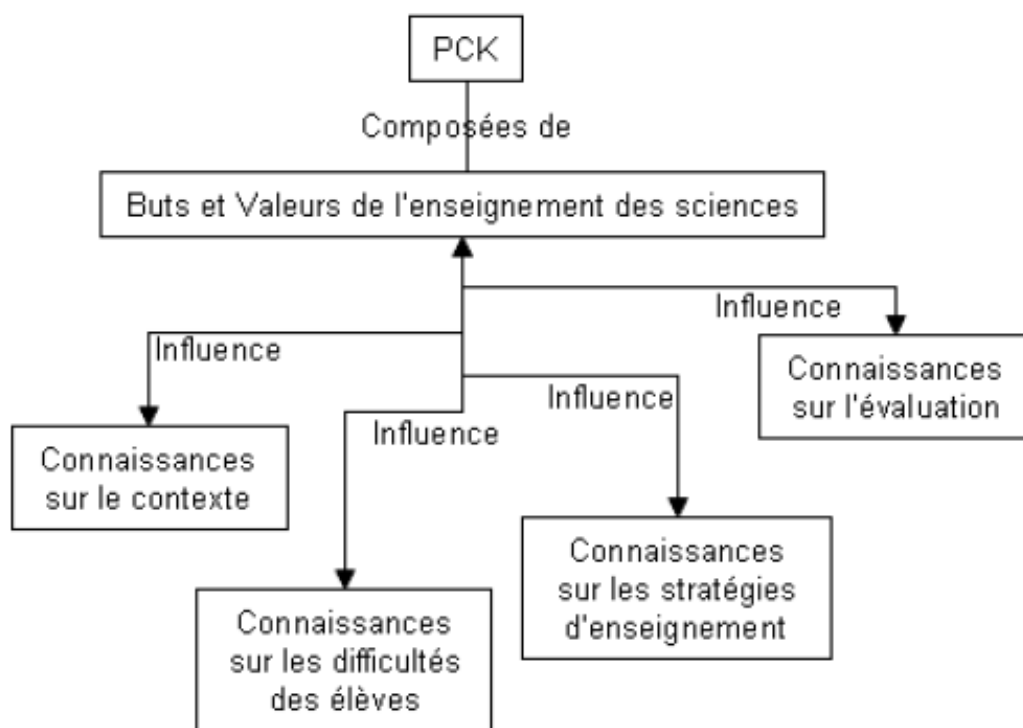 PCK
Composées de
Buts et Valeurs de l'enseignement des sciences
Influence
Influence
Influence
Influence
Connaissances
sur l'évaluation
Connaissances
sur le contexte
Connaissances
sur les stratégies
d'enseignement
Connaissances
sur les difficultés
des élèves